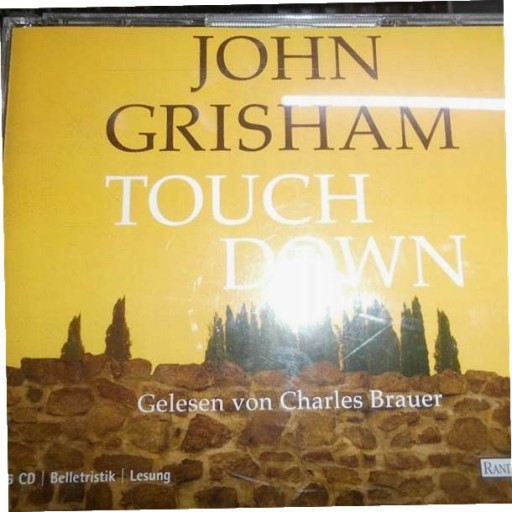 JOHN
GRISHAM
TOUCH
DOWN
Gelesen von Charles Brauer
CD | Belletristik | Lesung